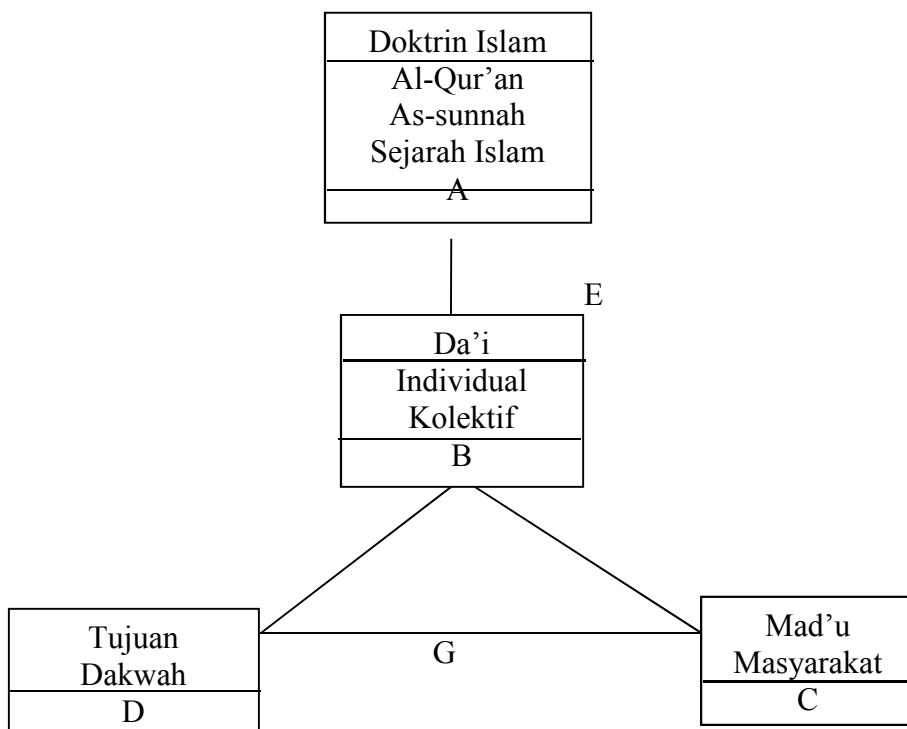 Doktrin Islam
Al-Qur’an
As-sunnah
Sejarah Islam
A
E
Da’i
Individual
Kolektif
B
Tujuan
Dakwah
D
G
Mad’u
Masyarakat
C